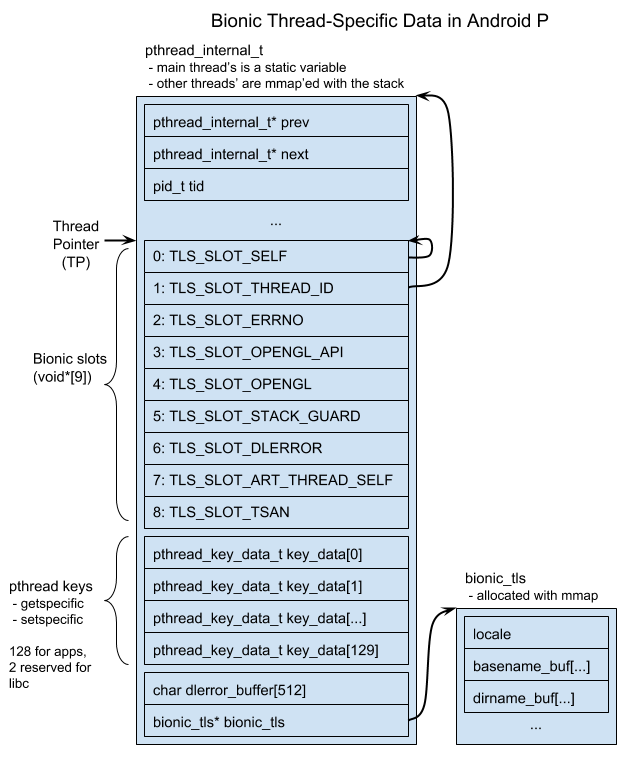 Bionic Thread-Specific Data in Android P
pthread_internal_t
- main thread's is a static variable
- other threads' are mmap'ed with the stack
pthread_internal_t* prev
pthread_internal_t* next
pid_t tid
...
Thread
Pointer
(TP)
0: TLS_SLOT_SELF
1: TLS_SLOT_THREAD_ID
2: TLS_SLOT_ERRNO
3: TLS_SLOT_OPENGL_API
4: TLS_SLOT_OPENGL
5: TLS_SLOT_STACK_GUARD
6: TLS_SLOT_DLERROR
7: TLS_SLOT_ART_THREAD_SELF
8: TLS_SLOT_TSAN
Bionic slots
(void*[9])
pthread_key_data_t key_data[0]
pthread_key_data_t key_data[1]
pthread_key_data_t key_data[...]
pthread_key_data_t key_data[129]
pthread keys
- getspecific
- setspecific
128 for apps,
2 reserved for
libc
char dlerror_buffer[512]
bionic_tls* bionic_tls
bionic_tls
- allocated with mmap
locale
basename_buf[...]
dirname_buf[...]
...